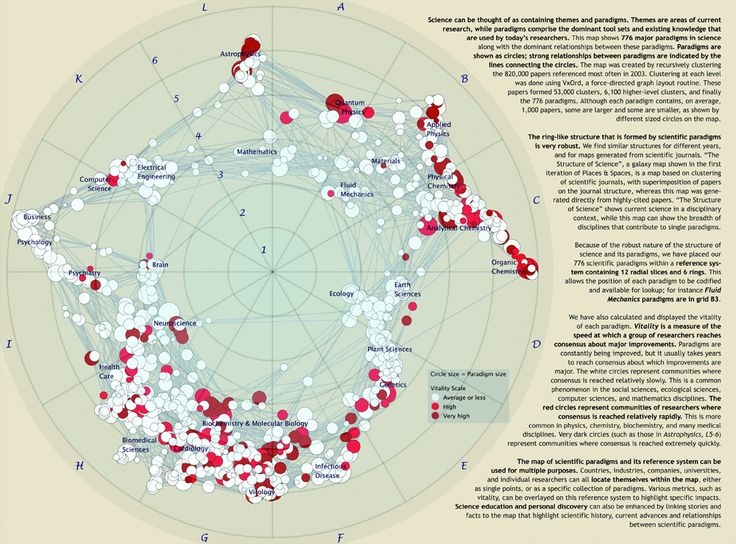 Science can be thought of as containing themes and paradigms. Themes are areas of current
research, while paradigms comprise the dominant tool sets and existing knowledge that
are used by today's researchers. This map shows 776 major paradigms in science
along with the dominant relationships between these paradigms. Paradigms are
shown as circles; strong relationships between paradigms are indicated by the
lines connecting the circles. The map was created by recursively clustering
the 820,000 papers referenced most often in 2003. Clustering at each level
was done using VxOrd, a force-directed graph layout routine. These
papers formed 53,000 clusters, 6,100 higher-level clusters, and finally
the 776 paradigms. Although each paradigm contains, on average,
1,000 papers, some are larger and some are smaller, as shown by
different sized circles on the map.
The ring-like structure that is formed by scientific paradigms
is very robust. We find similar structures for different years,
and for maps generated from scientific journals. "The
Structure of Science", a galaxy map shown in the first
iteration of Places & Spaces, is a map based on clustering
of scientific journals, with superimposition of papers
on the journal structure, whereas this map was gene-
rated directly from highly-cited papers. "The Structure
of Science" shows current science in a disciplinary
context, while this map can show the breadth of
disciplines that contribute to single paradigms.
Because of the robust nature of the structure of
science and its paradigms, we have placed our
776 scientific paradigms within a reference sys-
tem containing 12 radial slices and 6 rings. This
allows the position of each paradigm to be codified
and available for lookup; for instance Fluid
Mechanics paradigms are in grid B3.
We have also calculated and displayed the vitality
of each paradigm. Vitality is a measure of the
speed at which a group of researchers reaches
consensus about major improvements. Paradigms are
constantly being improved, but it usually takes years
to reach consensus about which improvements are
major. The white circles represent communities where
consensus is reached relatively slowly. This is a common
phenomenon in the social sciences, ecological sciences,
computer sciences, and mathematics disciplines. The
red circles represent communities of researchers where
consensus is reached relatively rapidly. This is more
common in physics, chemistry, biochemistry, and many medical
disciplines. Very dark circles (such as those in Astrophysics, L5-6)
represent communities where consensus is reached extremely quickly.
The map of scientific paradigms and its reference system can be
used for multiple purposes. Countries, industries, companies, universities,
and individual researchers can all locate themselves within the map, either
as single points, or as a specific collection of paradigms. Various metrics, such as
vitality, can be overlayed on this reference system to highlight specific impacts.
Science education and personal discovery can also be enhanced by linking stories and
facts to the map that highlight scientific history, current advances and relationships
between scientific paradigms.
L
A
B
C
D
E
F
G
H
I
J
K
6
5
4
3
2
1
Astrophysics
Quantum
Physics
Applied
Physics
Mathematics
Materials
Electrical
Engineering
Computer
Science
Fluid
Mechanics
Physical
Chemistry
Business
Psychology
Analytical Chemistry
Organic
Chemistry
Psychiatry
Brain
Ecology
Earth
Sciences
Neuroscience
Plant Sciences
Health
Care
Genetics
Biochemistry & Molecular Biology
Biomedical
Sciences
Cardiology
Infectious
Disease
Virology
Circle size = Paradigm size
Vitality Scale
Average or less
High
Very high